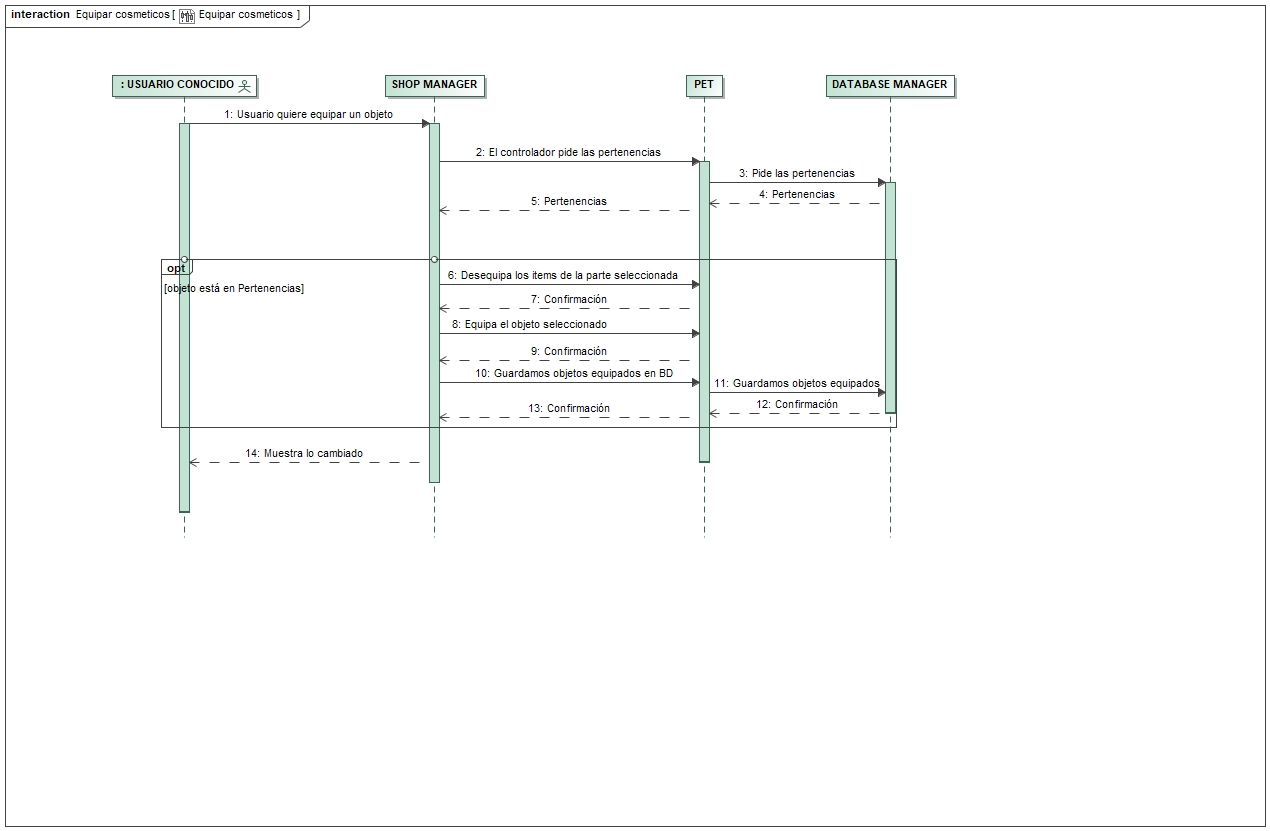 interaction Equipar cosmeticos [ Equipar cosmeticos ]
: USUARIO CONOCIDO
SHOP MANAGER
PET
DATABASE MANAGER
1: Usuario quiere equipar un objeto
2: El controlador pide las pertenencias
3: Pide las pertenencias
4: Pertenencias
5: Pertenencias
opt
[objeto está en Pertenencias]
6: Desequipa los items de la parte seleccionada
7: Confirmación
8: Equipa el objeto seleccionado
9: Confirmación
10: Guardamos objetos equipados en BD
11: Guardamos objetos equipados
12: Confirmación
13: Confirmación
14: Muestra lo cambiado